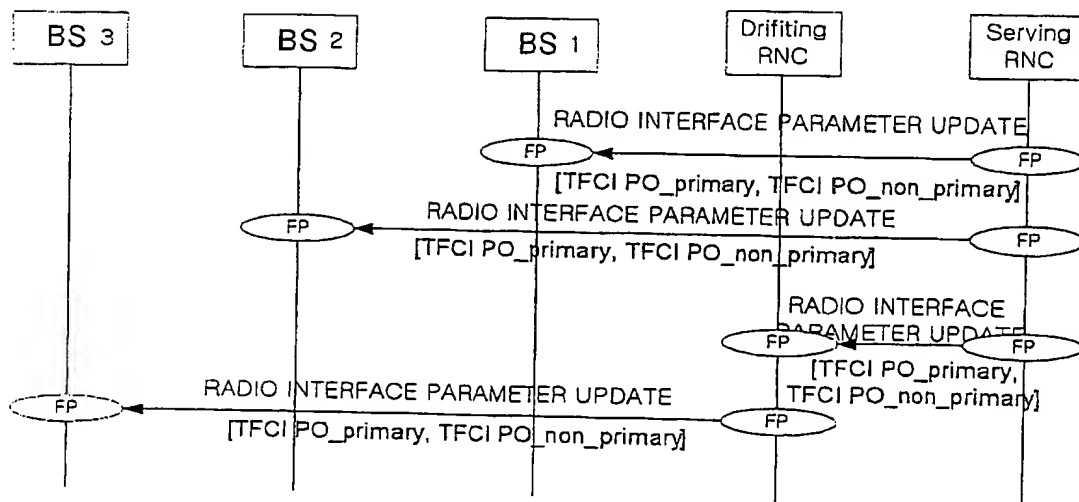 BS 3
BS 2
BS 1
Drifiting
RNC
Serving
RNC
RADIO INTERFACE PARAMETER UPDATE
FP
FP
[TFCI PO_primary, TFCI PO_non_primary]
RADIO INTERFACE PARAMETER UPDATE
FP
FP
[TFCI PO_primary, TFCI PO_non_primary]
RADIO INTERFACE
PARAMETER UPDATE
FP
FP
[TFCI PO_primary,
TFCI PO_non_primary]
RADIO INTERFACE PARAMETER UPDATE
FP
FP
[TFCI PO_primary, TFCI PO_non_primary]